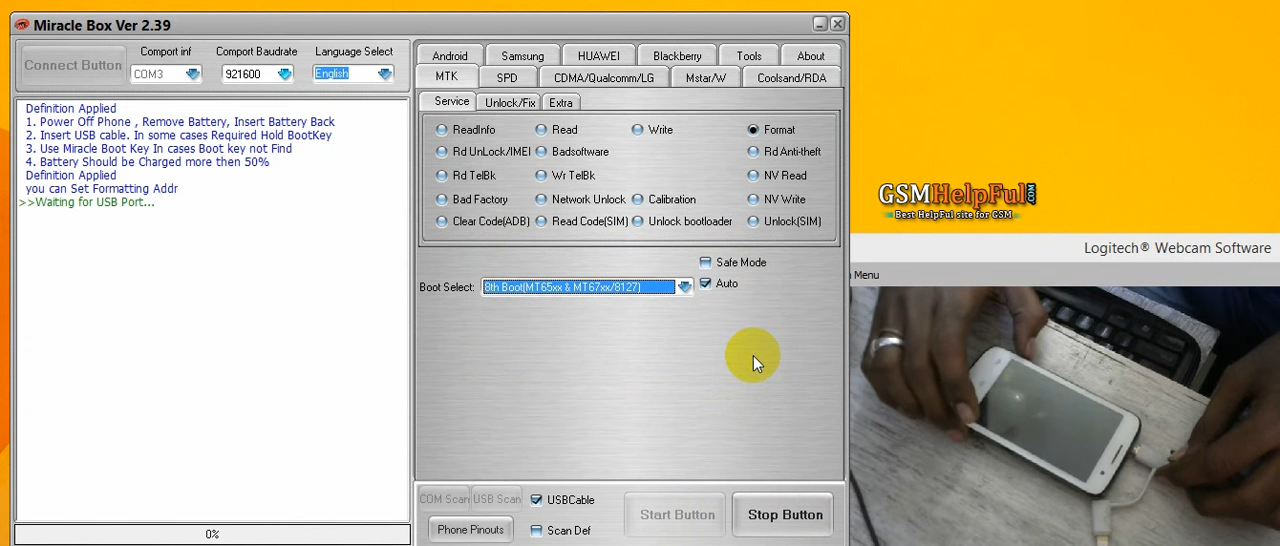 Miracle Box Ver 2.39
Connect Button
Comport inf
Comport Baudrate
Language Select
COM3
921600
English
Definition Applied
1. Power Off Phone , Remove Battery, Insert Battery Back
2. Insert USB cable. In some cases Required Hold BootKey
3. Use Miracle Boot Key In cases Boot key not Find
4. Battery Should be Charged more then 50%
Definition Applied
you can Set Formatting Addr
>>Waiting for USB Port...
0%
Android
Samsung
HUAWEI
Blackberry
Tools
About
MTK
SPD
CDMA/Qualcomm/LG
Mstar/W
Coolsand/RDA
Service
Unlock/Fix
Extra
ReadInfo
Read
Write
Format
Rd UnLock/IMEI
Badsoftware
Rd Anti-theft
Rd TelBk
Wr TelBk
NV Read
Bad Factory
Network Unlock
Calibration
NV Write
Clear Code(ADB)
Read Code(SIM)
Unlock bootloader
Unlock(SIM)
Safe Mode
Boot Select:
8th Boot(MT65xx & MT67xx/8127)
Auto
COM Scan
USB Scan
USBCable
Start Button
Stop Button
Phone Pinouts
Scan Def
GSMHelpFul.COM
Best HelpFul site for GSM
Logitech® Webcam Software
Menu